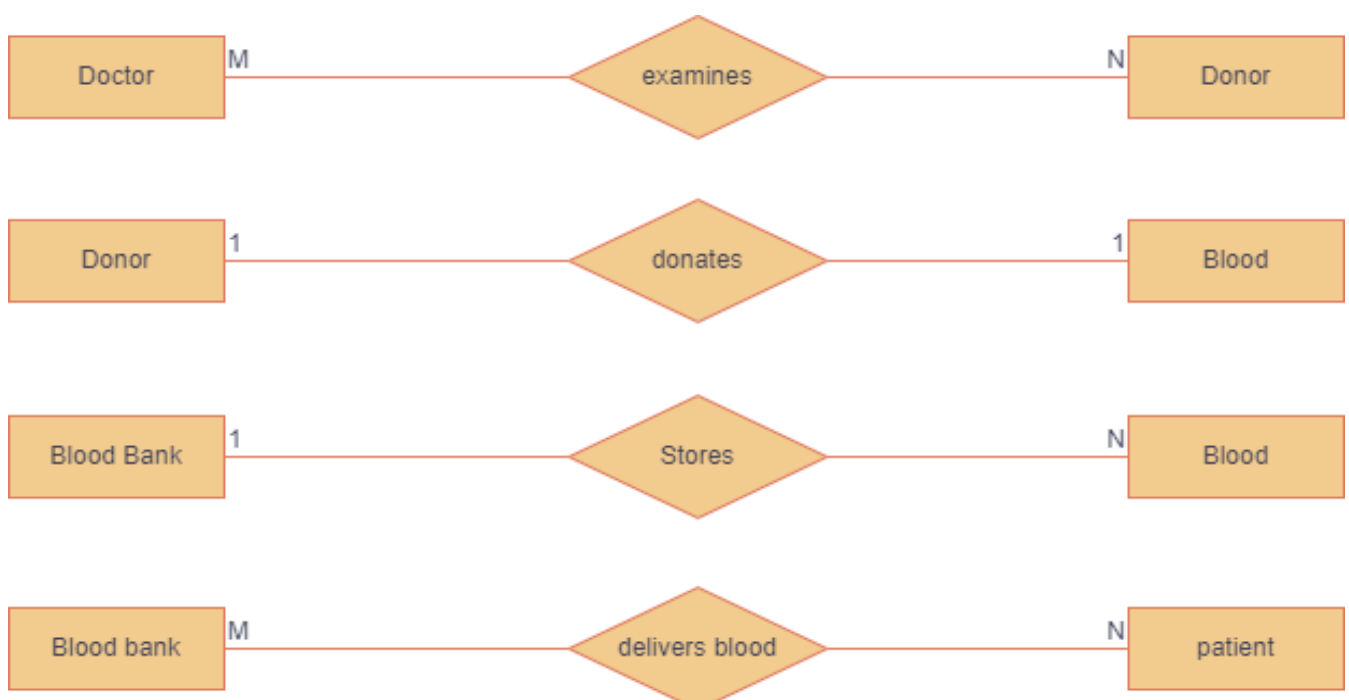 Doctor M examines N Donor
Donor 1 donates 1 Blood
Blood Bank 1 Stores N Blood
Blood bank M delivers blood N patient